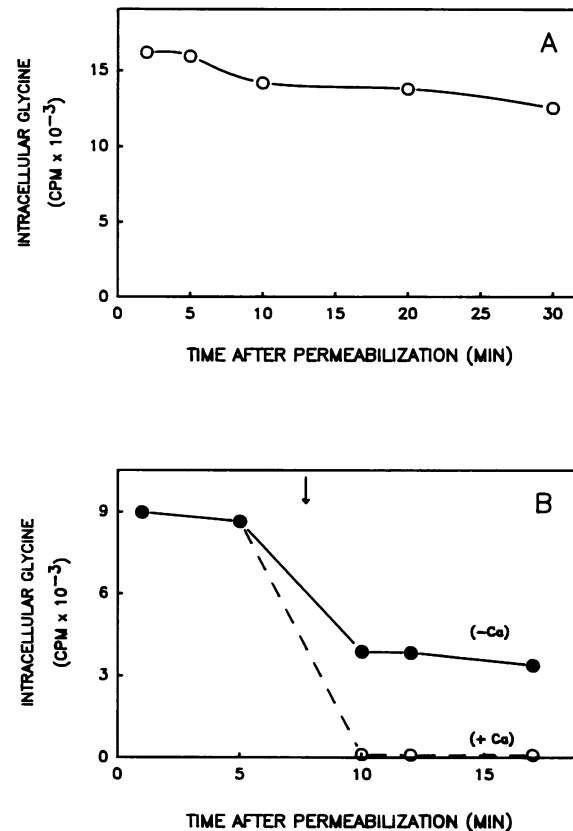 A
INTRACELLULAR GLYCINE
(CPM x 10⁻³)
15
10
5
0
0 5 10 15 20 25 30
TIME AFTER PERMEABILIZATION (MIN)
B
INTRACELLULAR GLYCINE
(CPM x 10⁻³)
9
6
3
0
(−Ca)
(+ Ca)
0 5 10 15
TIME AFTER PERMEABILIZATION (MIN)